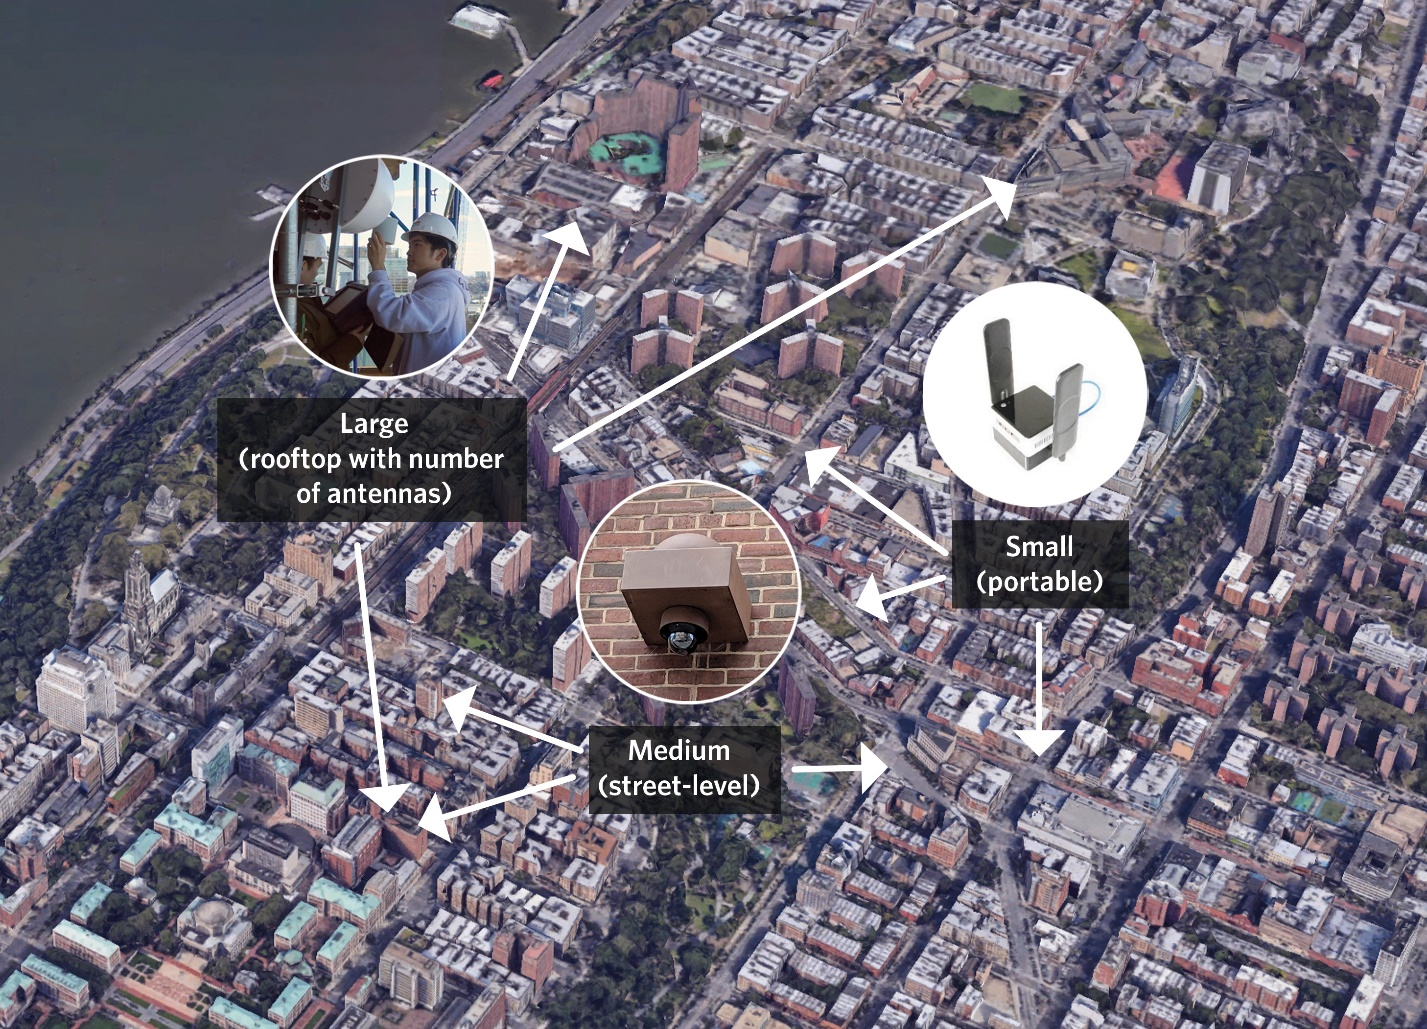 Large
(rooftop with number
of antennas)
Small
(portable)
Medium
(street-level)